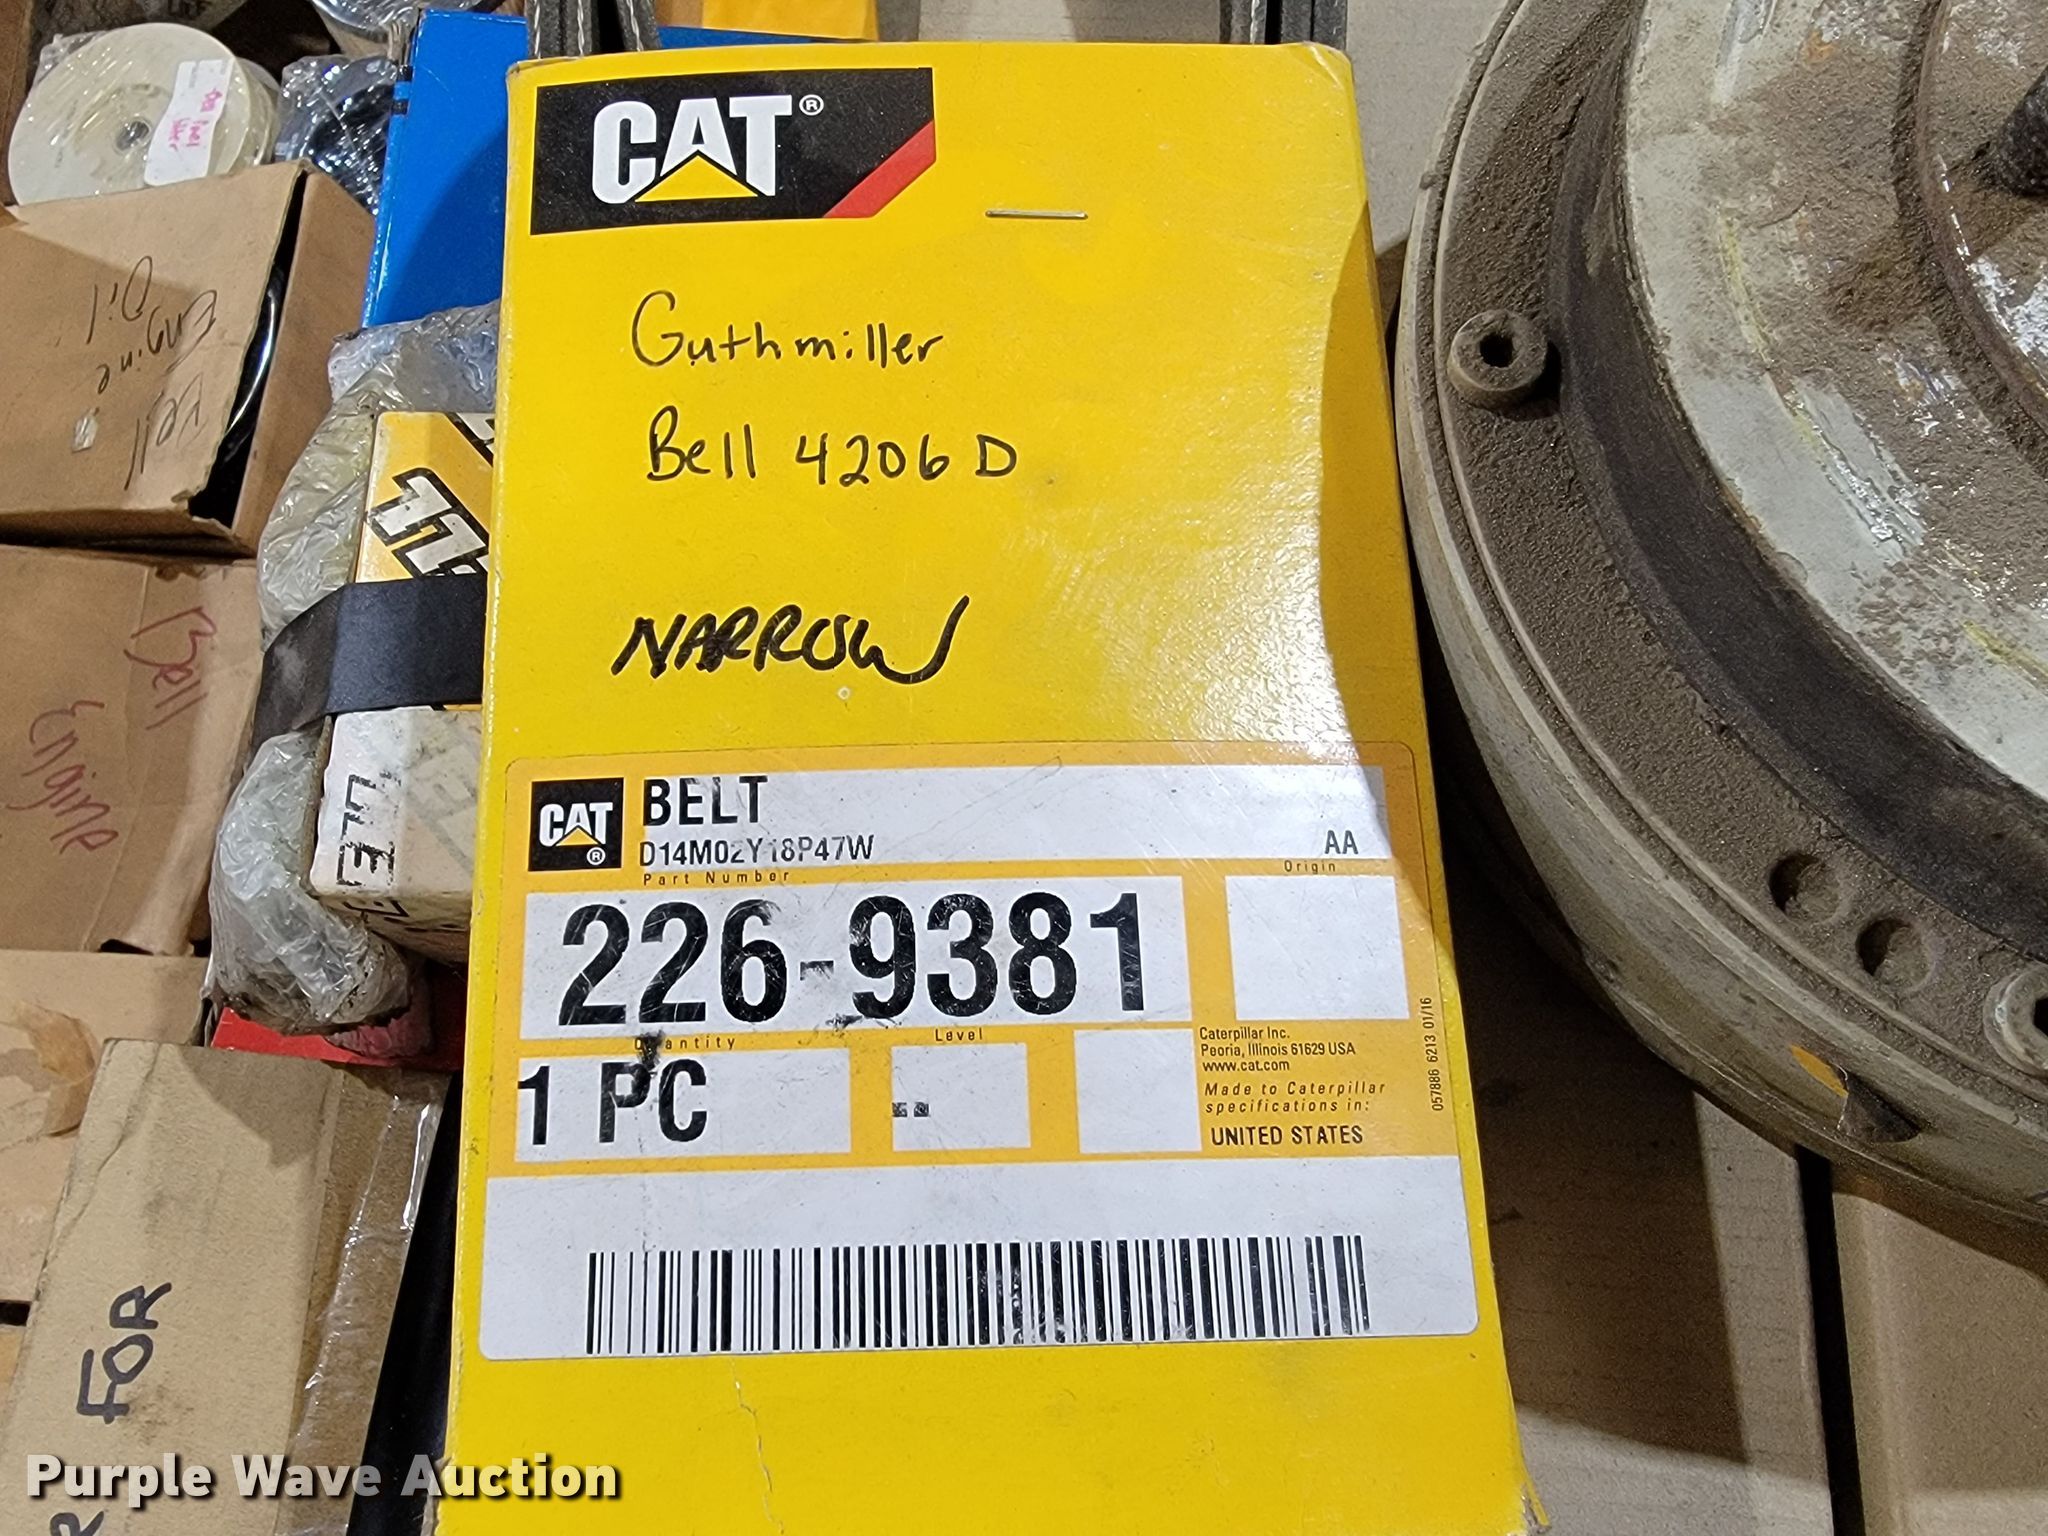 CAT®
Guthmiller
Bell 4206 D
NARROW
CAT®
BELT
D14M02Y18P47W
AA
Part Number
Origin
226-9381
Quantity
Level
1 PC
--
Caterpillar Inc.
Peoria, Illinois 61629 USA
www.cat.com
Made to Caterpillar
specifications in:
UNITED STATES
057886 6213 01/16
Bell
Engine
Oil
Bell
Engine
FOR
Purple Wave Auction